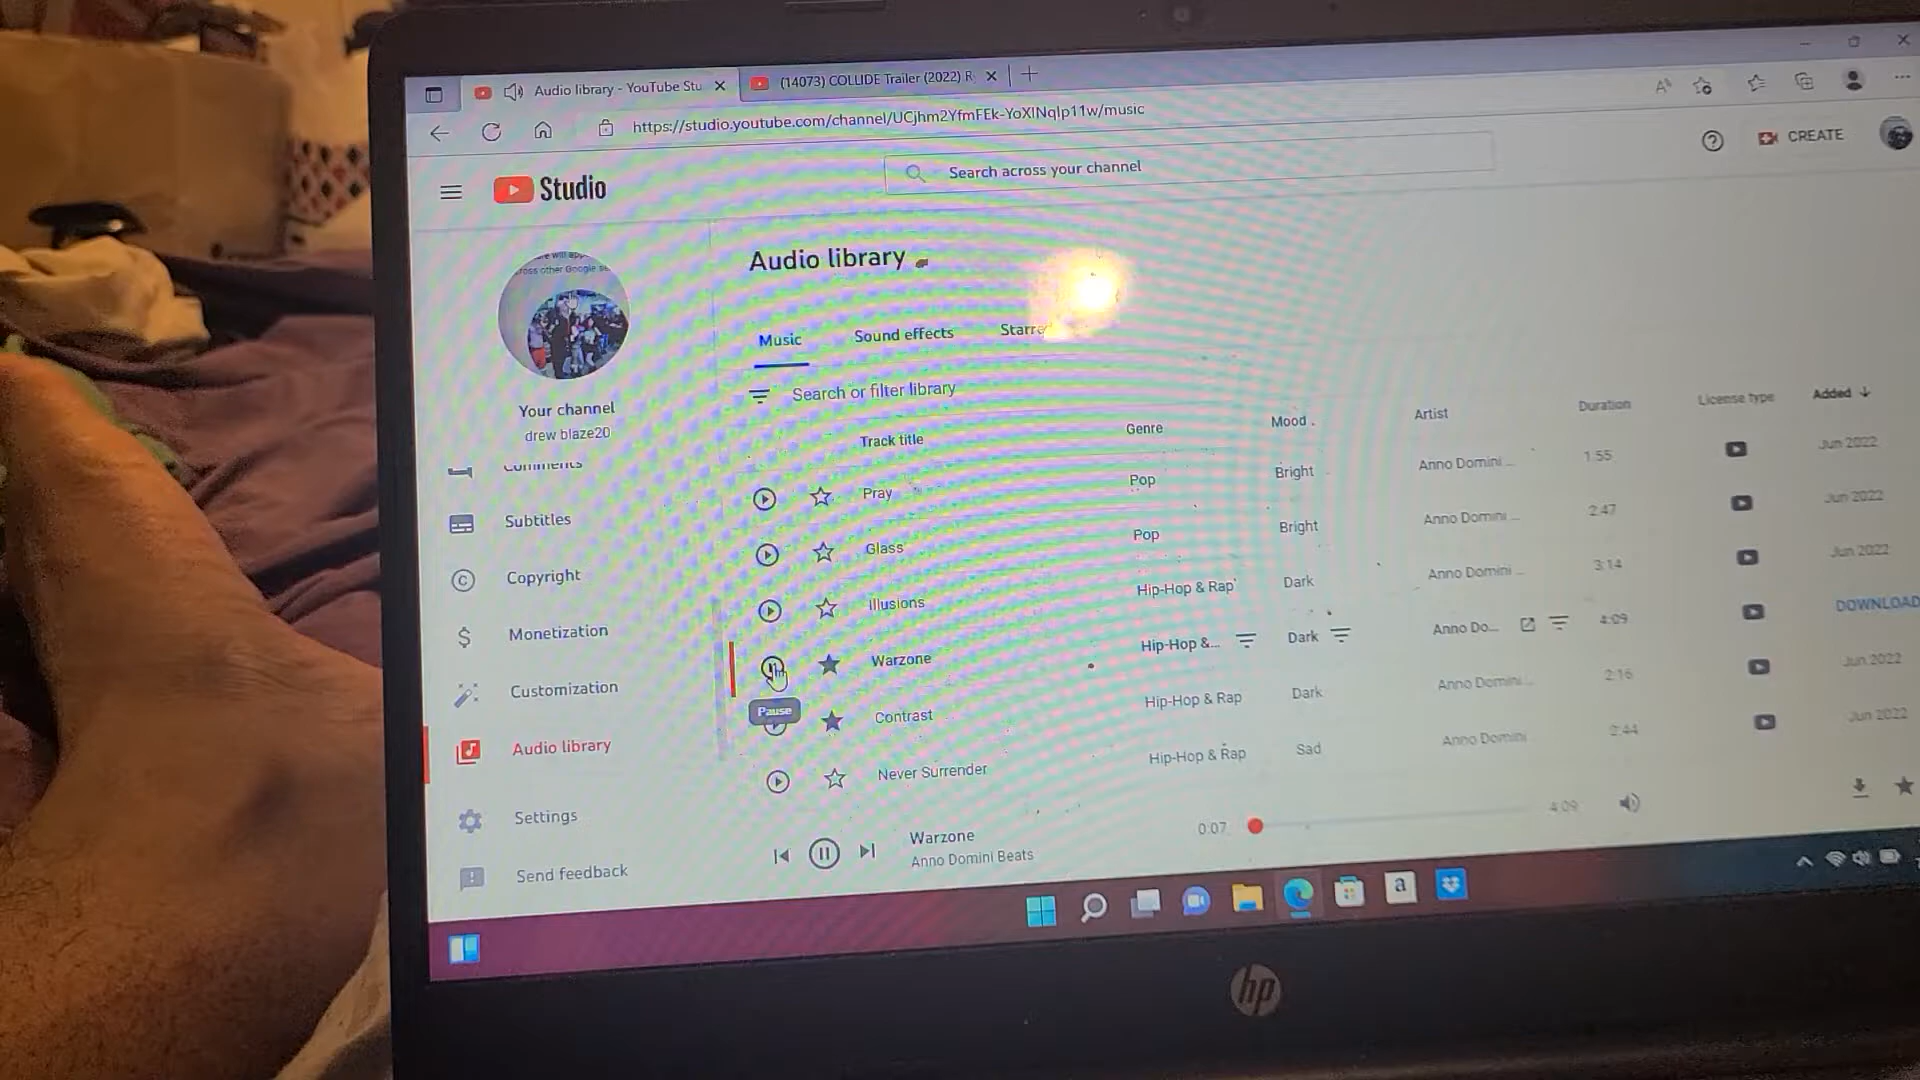 Audio library - YouTube Stu
(14073) COLLIDE Trailer (2022) R
https://studio.youtube.com/channel/UCjhm2YfmFEk-YoXINqlp11w/music
Studio
Search across your channel
CREATE
Audio library
Music Sound effects Starre
Search or filter library
Your channel
drew blaze20
Comments
Subtitles
Copyright
Monetization
Customization
Audio library
Settings
Send feedback
Track title Genre Mood Artist Duration License type Added
Pray Pop Bright Anno Domini ... 1:55 Jun 2022
Glass Pop Bright Anno Domini ... 2:47 Jun 2022
Illusions Hip-Hop & Rap Dark Anno Domini ... 3:14 Jun 2022
Warzone Hip-Hop &... Dark Anno Do... 4:09 DOWNLOAD
Pause
Contrast Hip-Hop & Rap Dark Anno Domini... 2:16 Jun 2022
Never Surrender Hip-Hop & Rap Sad Anno Domini 2:44 Jun 2022
Warzone
Anno Domini Beats
0:07 4:09
a
hp